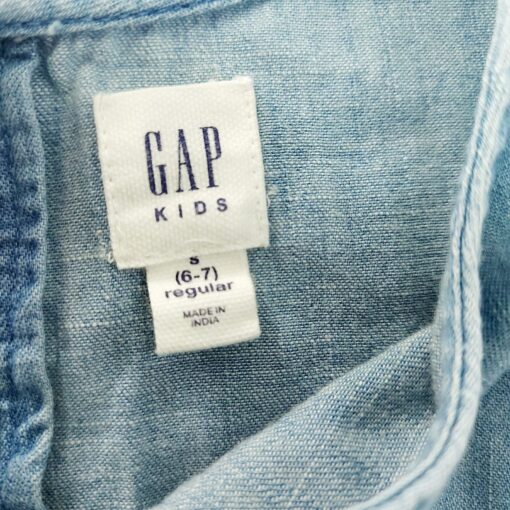 GAP
KIDS
S
(6-7)
regular
MADE IN
INDIA